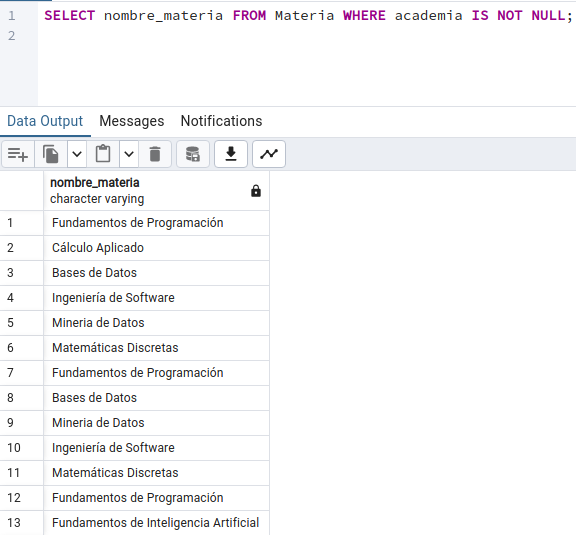 1 SELECT nombre_materia FROM Materia WHERE academia IS NOT NULL;
2
Data Output Messages Notifications
nombre_materia
character varying
1 Fundamentos de Programación
2 Cálculo Aplicado
3 Bases de Datos
4 Ingeniería de Software
5 Mineria de Datos
6 Matemáticas Discretas
7 Fundamentos de Programación
8 Bases de Datos
9 Mineria de Datos
10 Ingeniería de Software
11 Matemáticas Discretas
12 Fundamentos de Programación
13 Fundamentos de Inteligencia Artificial